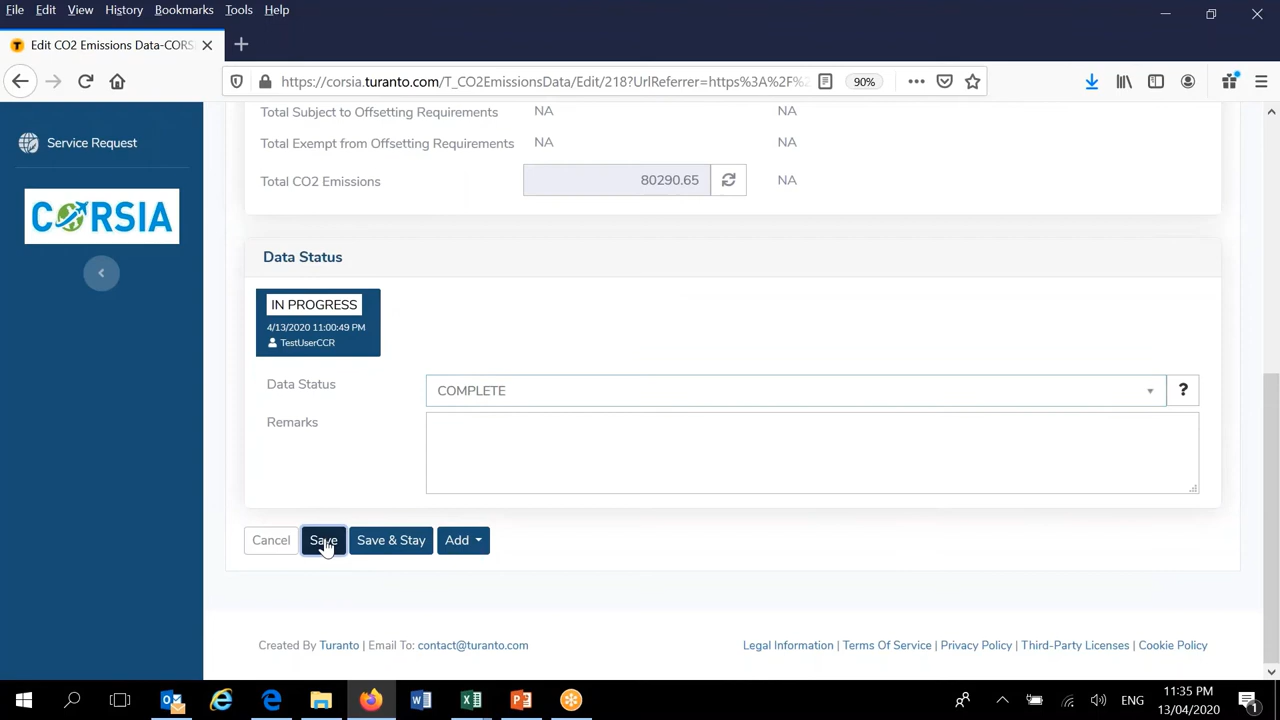 File Edit View History Bookmarks Tools Help
Edit CO2 Emissions Data-CORS
https://corsia.turanto.com/T_CO2EmissionsData/Edit/218?UrlReferrer=https%3A%2F% 90%
Service Request
CORSIA
Total Subject to Offsetting Requirements NA NA
Total Exempt from Offsetting Requirements NA NA
Total CO2 Emissions 80290.65 NA
Data Status
IN PROGRESS
4/13/2020 11:00:49 PM
TestUserCCR
Data Status COMPLETE ?
Remarks
Cancel Save Save & Stay Add
Created By Turanto | Email To: contact@turanto.com Legal Information | Terms Of Service | Privacy Policy | Third-Party Licenses | Cookie Policy
ENG 11:35 PM
13/04/2020 1